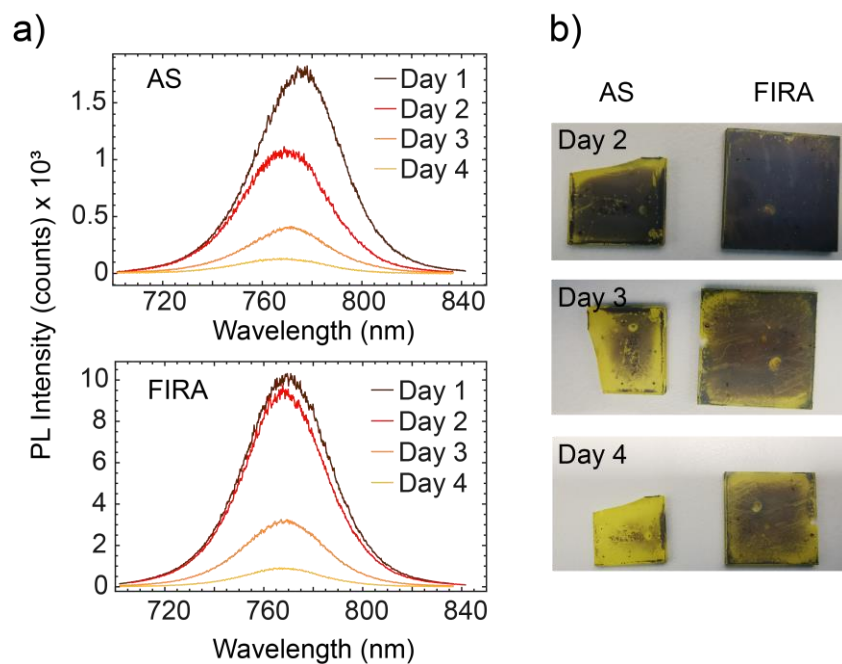 a)
AS
Day 1
Day 2
Day 3
Day 4
1.5
1
0.5
0
720 760 800 840
Wavelength (nm)
PL Intensity (counts) x 10³
FIRA
Day 1
Day 2
Day 3
Day 4
10
8
6
4
2
0
720 760 800 840
Wavelength (nm)
b)
AS FIRA
Day 2
Day 3
Day 4